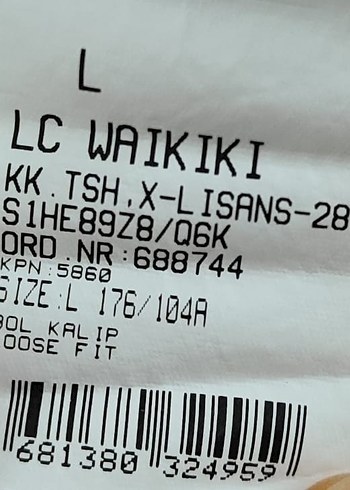 L
LC WAIKIKI
KK.TSH.X-LISANS-28
S1HE89Z8/Q6K
ORD.NR:688744
KPN:5860
SIZE:L 176/104A
BOL KALIP
OOSE FIT
681380 324959